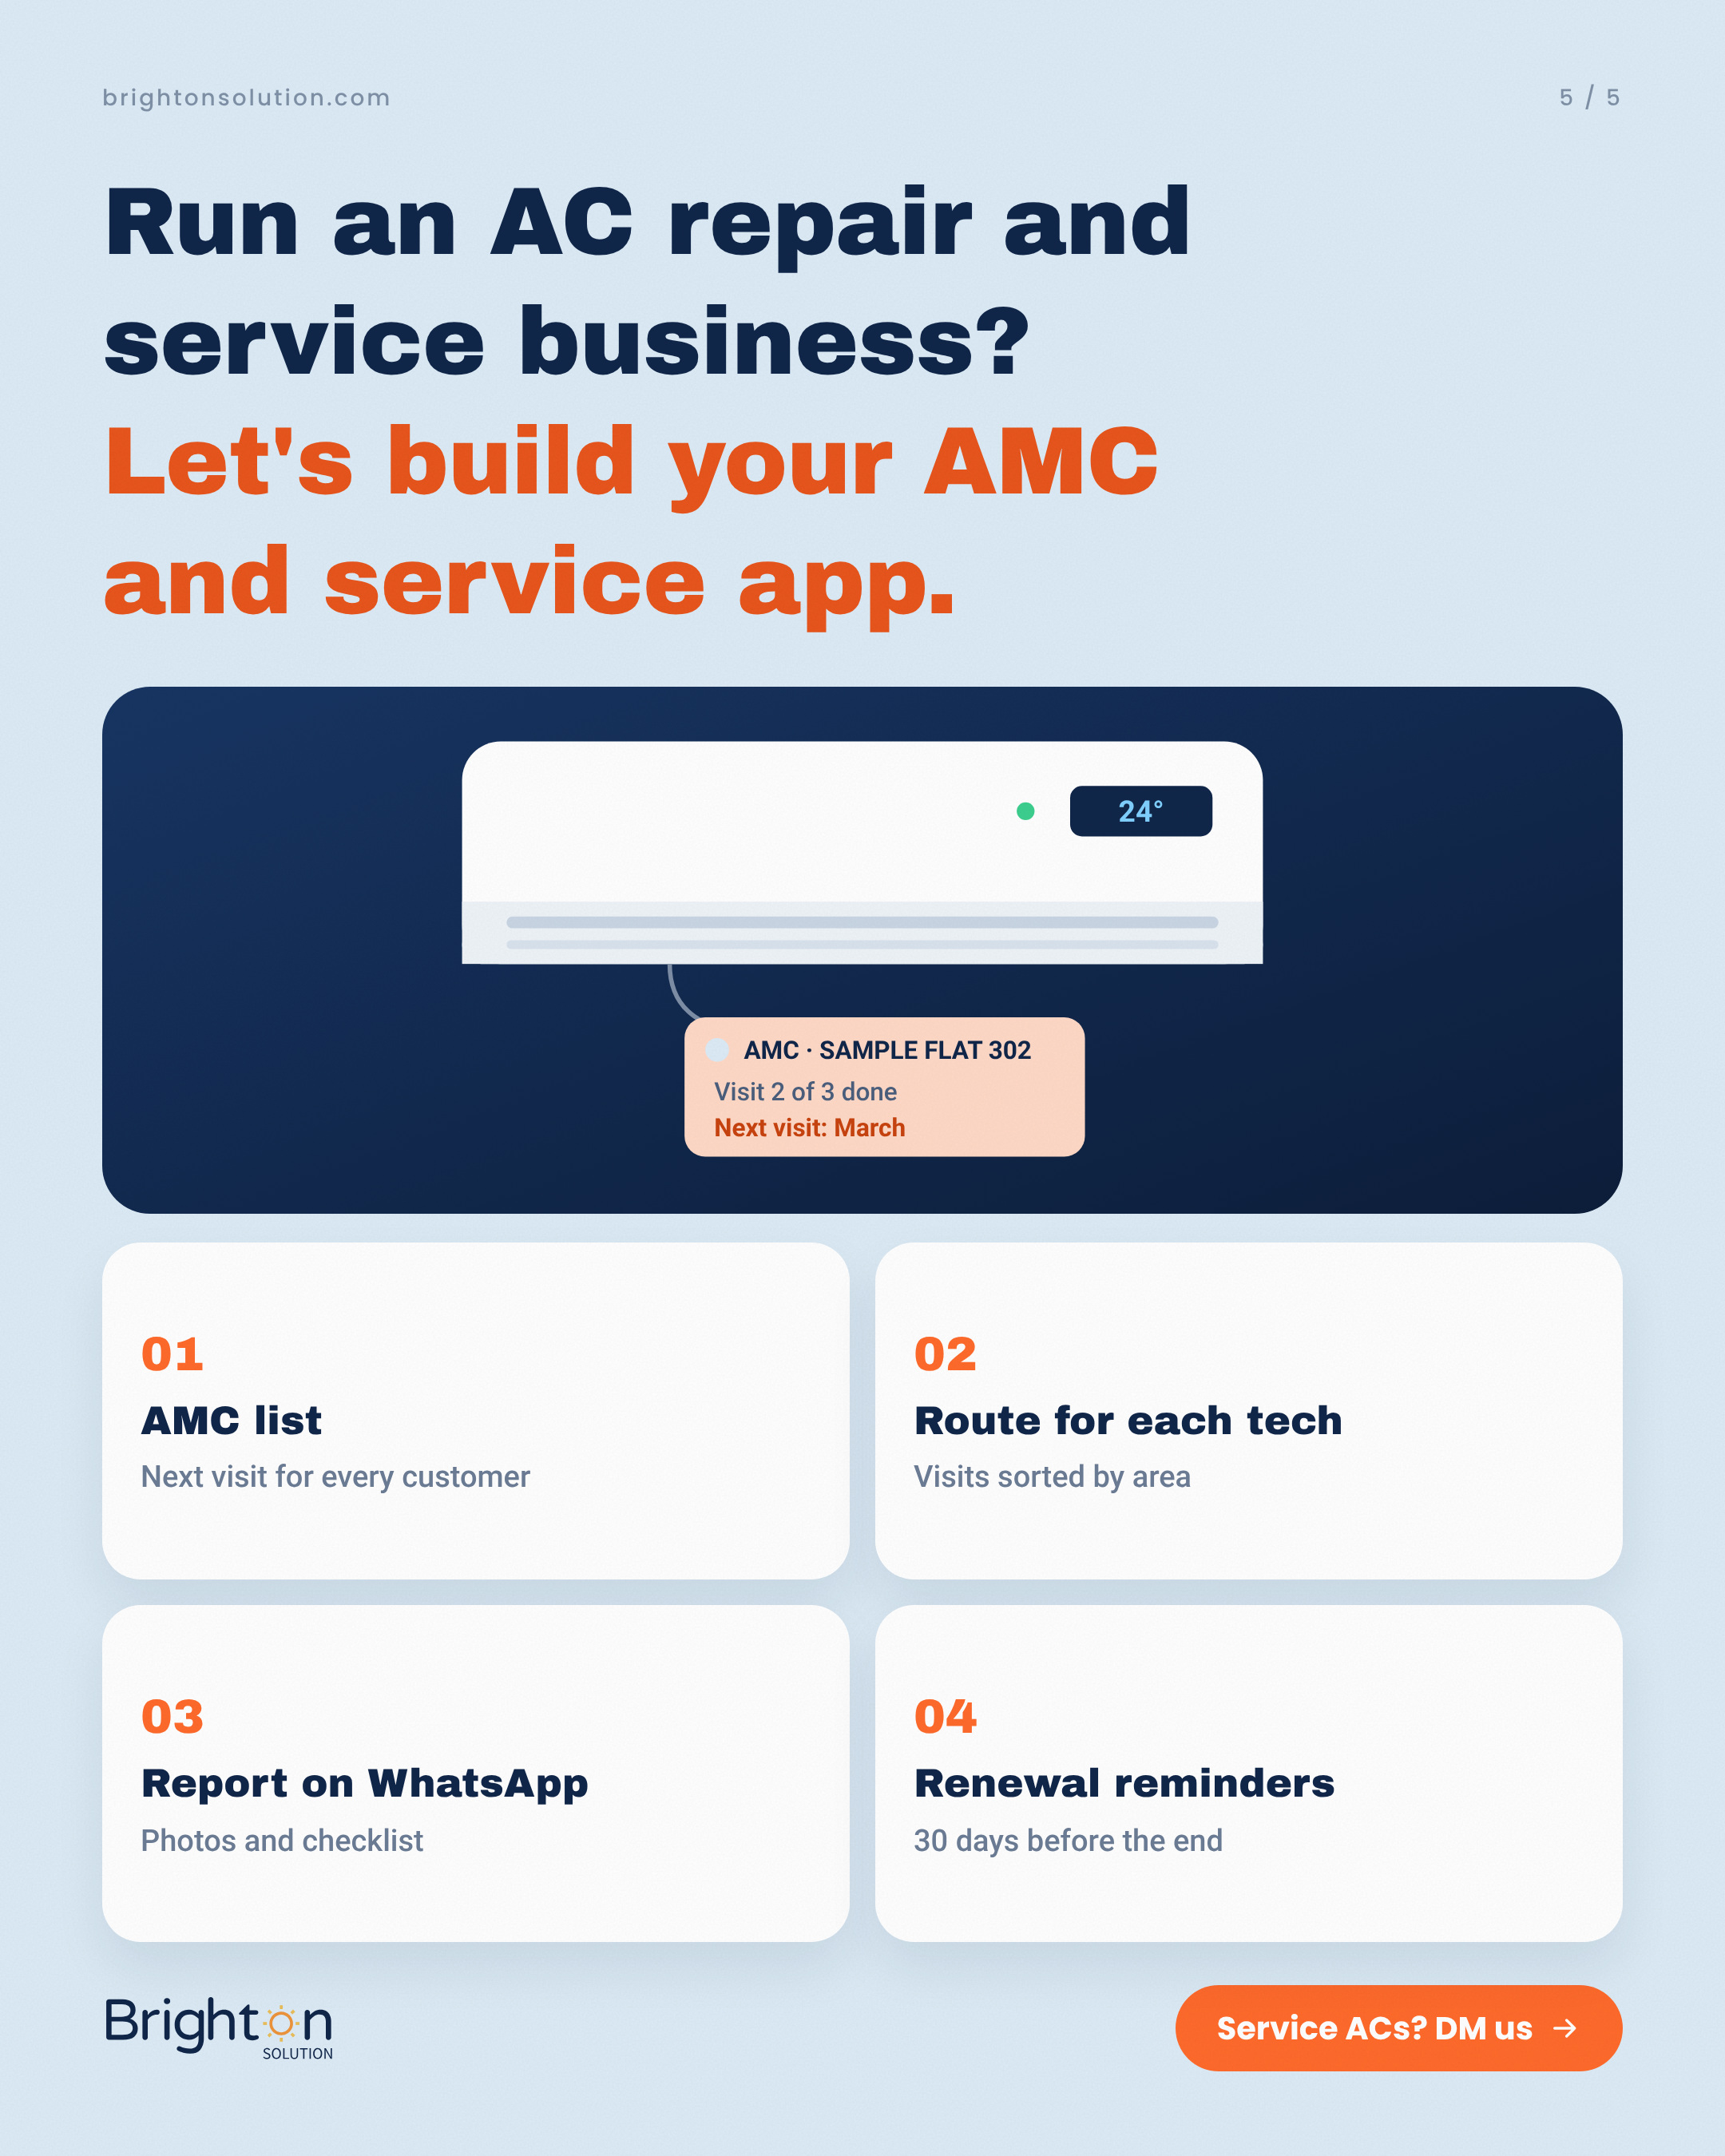 brightonsolution.com
5 / 5
Run an AC repair and
service business?
Let's build your AMC
and service app.
24°
AMC · SAMPLE FLAT 302
Visit 2 of 3 done
Next visit: March
01
AMC list
Next visit for every customer
02
Route for each tech
Visits sorted by area
03
Report on WhatsApp
Photos and checklist
04
Renewal reminders
30 days before the end
Brighton
SOLUTION
Service ACs? DM us →